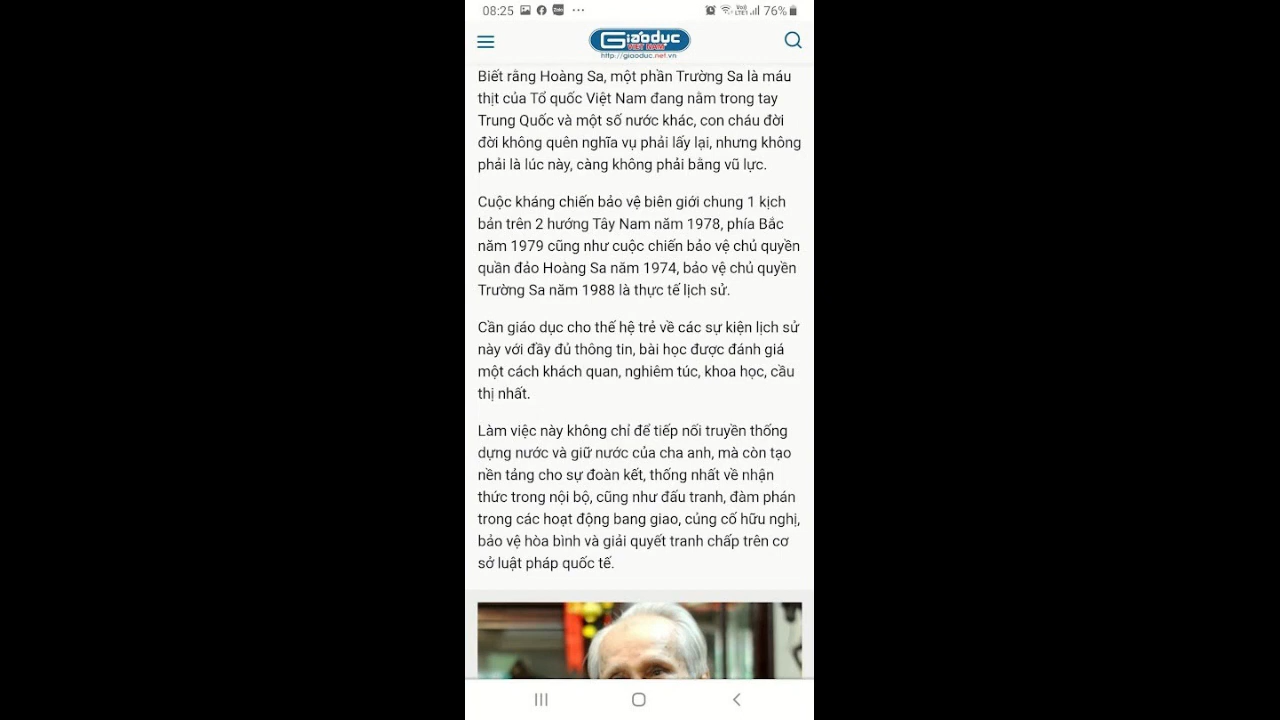 08:25
76%
Giáo dục
VIỆT NAM
http://giaoduc.net.vn
Biết rằng Hoàng Sa, một phần Trường Sa là máu
thịt của Tổ quốc Việt Nam đang nằm trong tay
Trung Quốc và một số nước khác, con cháu đời
đời không quên nghĩa vụ phải lấy lại, nhưng không
phải là lúc này, càng không phải bằng vũ lực.
Cuộc kháng chiến bảo vệ biên giới chung 1 kịch
bản trên 2 hướng Tây Nam năm 1978, phía Bắc
năm 1979 cũng như cuộc chiến bảo vệ chủ quyền
quần đảo Hoàng Sa năm 1974, bảo vệ chủ quyền
Trường Sa năm 1988 là thực tế lịch sử.
Cần giáo dục cho thế hệ trẻ về các sự kiện lịch sử
này với đầy đủ thông tin, bài học được đánh giá
một cách khách quan, nghiêm túc, khoa học, cầu
thị nhất.
Làm việc này không chỉ để tiếp nối truyền thống
dựng nước và giữ nước của cha anh, mà còn tạo
nền tảng cho sự đoàn kết, thống nhất về nhận
thức trong nội bộ, cũng như đấu tranh, đàm phán
trong các hoạt động bang giao, củng cố hữu nghị,
bảo vệ hòa bình và giải quyết tranh chấp trên cơ
sở luật pháp quốc tế.